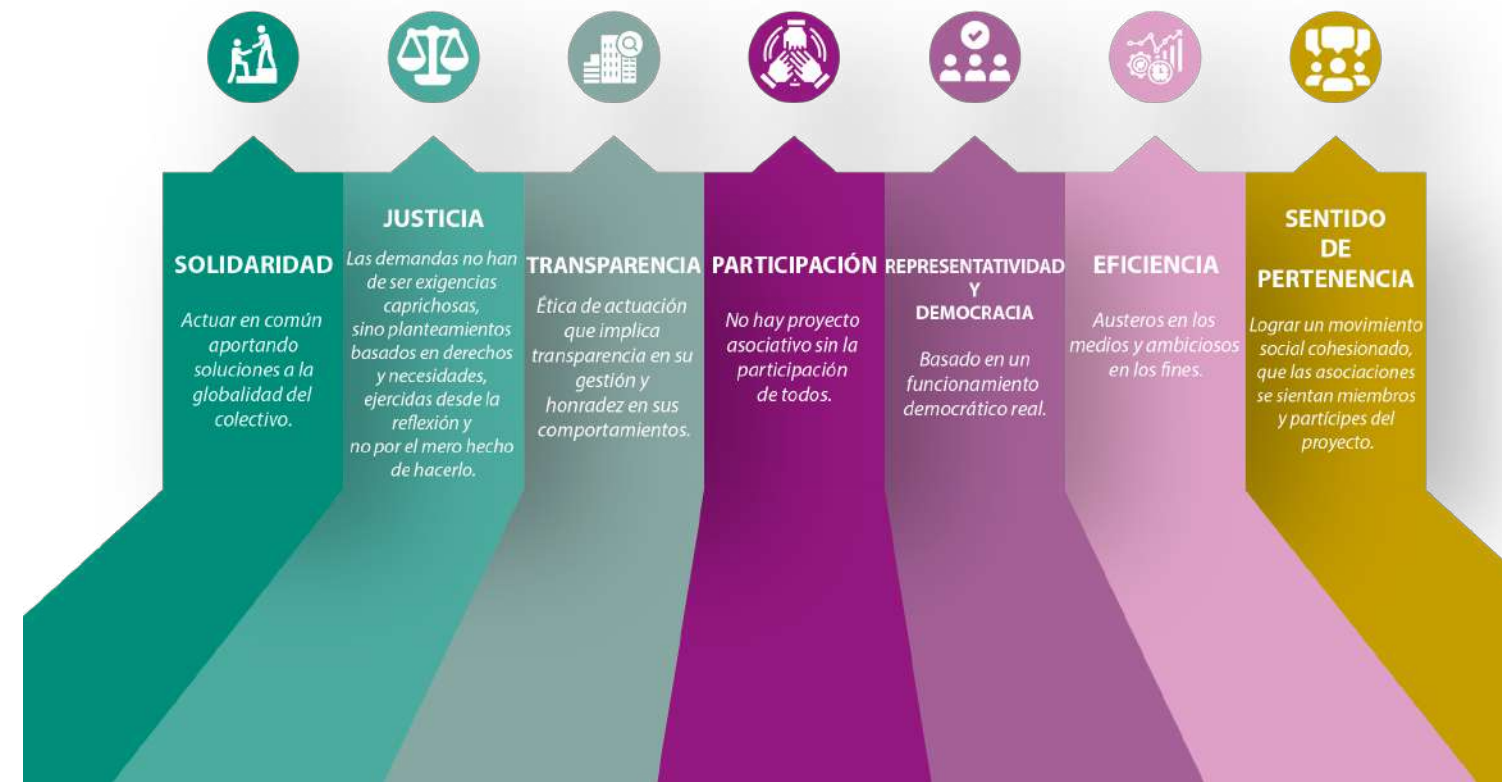 SOLIDARIDAD
Actuar en común
aportando
soluciones a la
globalidad del
colectivo.
JUSTICIA
Las demandas no han
de ser exigencias
caprichosas,
sino planteamientos
basados en derechos
y necesidades,
ejercidas desde la
reflexión y
no por el mero hecho
de hacerlo.
TRANSPARENCIA
Ética de actuación
que implica
transparencia en su
gestión y
honradez en sus
comportamientos.
PARTICIPACIÓN
No hay proyecto
asociativo sin la
participación
de todos.
REPRESENTATIVIDAD
Y
DEMOCRACIA
Basado en un
funcionamiento
democrático real.
EFICIENCIA
Austeros en los
medios y ambiciosos
en los fines.
SENTIDO
DE
PERTENENCIA
Lograr un movimiento
social cohesionado,
que las asociaciones
se sientan miembros
y partícipes del
proyecto.